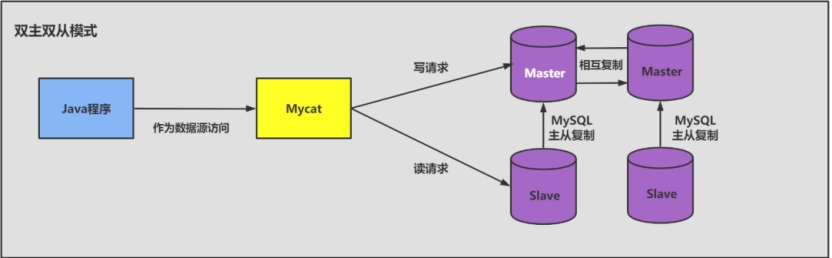 双主双从模式
Java程序
作为数据源访问
Mycat
写请求
读请求
Master
相互复制
Master
MySQL
主从复制
MySQL
主从复制
Slave
Slave